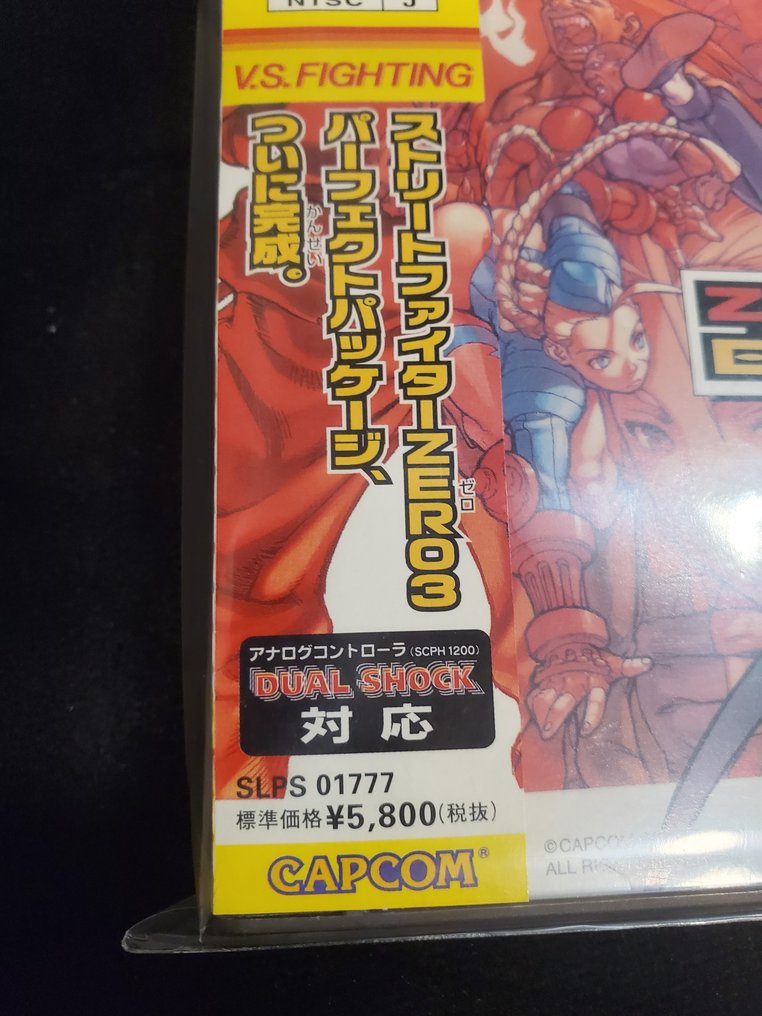 NTSC J
V.S. FIGHTING
ストリートファイターZERO3
ゼロ
パーフェクトパッケージ、
ついに完成。
かんせい
アナログコントローラ(SCPH 1200)
DUAL SHOCK
対応
SLPS 01777
標準価格¥5,800(税抜)
CAPCOM®
©CAPCO
ALL RI